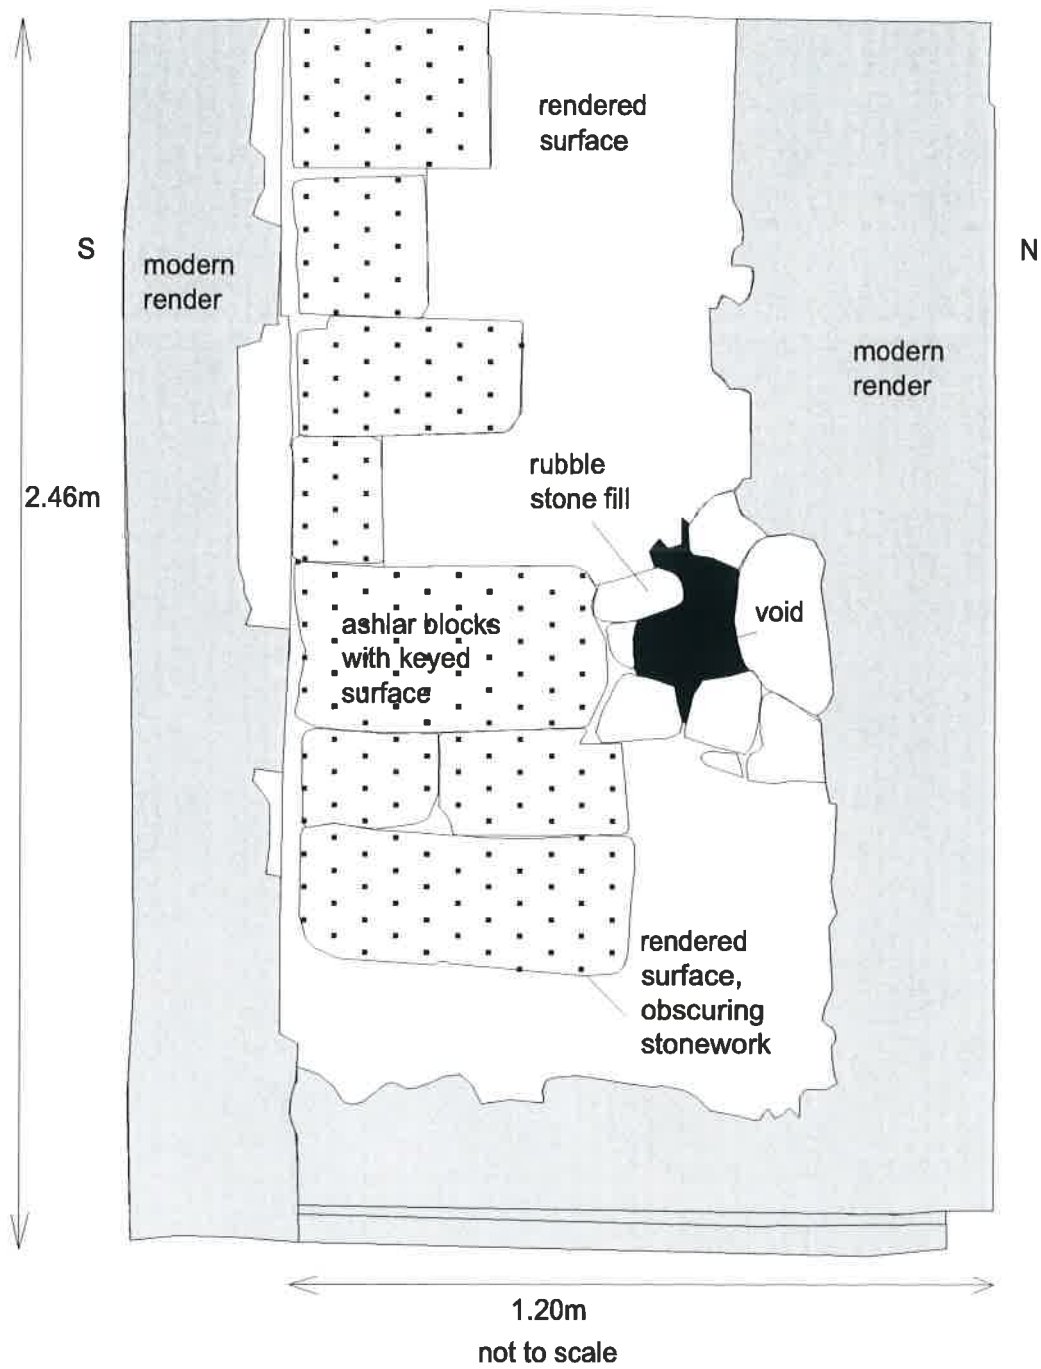 rendered
surface
S
N
modern
render
modern
render
rubble
stone fill
2.46m
void
ashlar blocks
with keyed
surface
rendered
surface,
obscuring
stonework
1.20m
not to scale